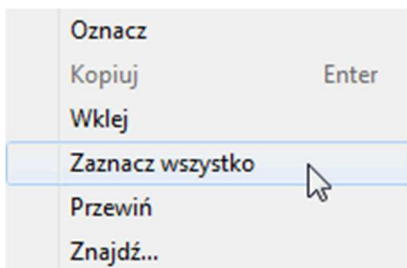 Oznacz
Kopiuj Enter
Wklej
Zaznacz wszystko
Przewiń
Znajdź...